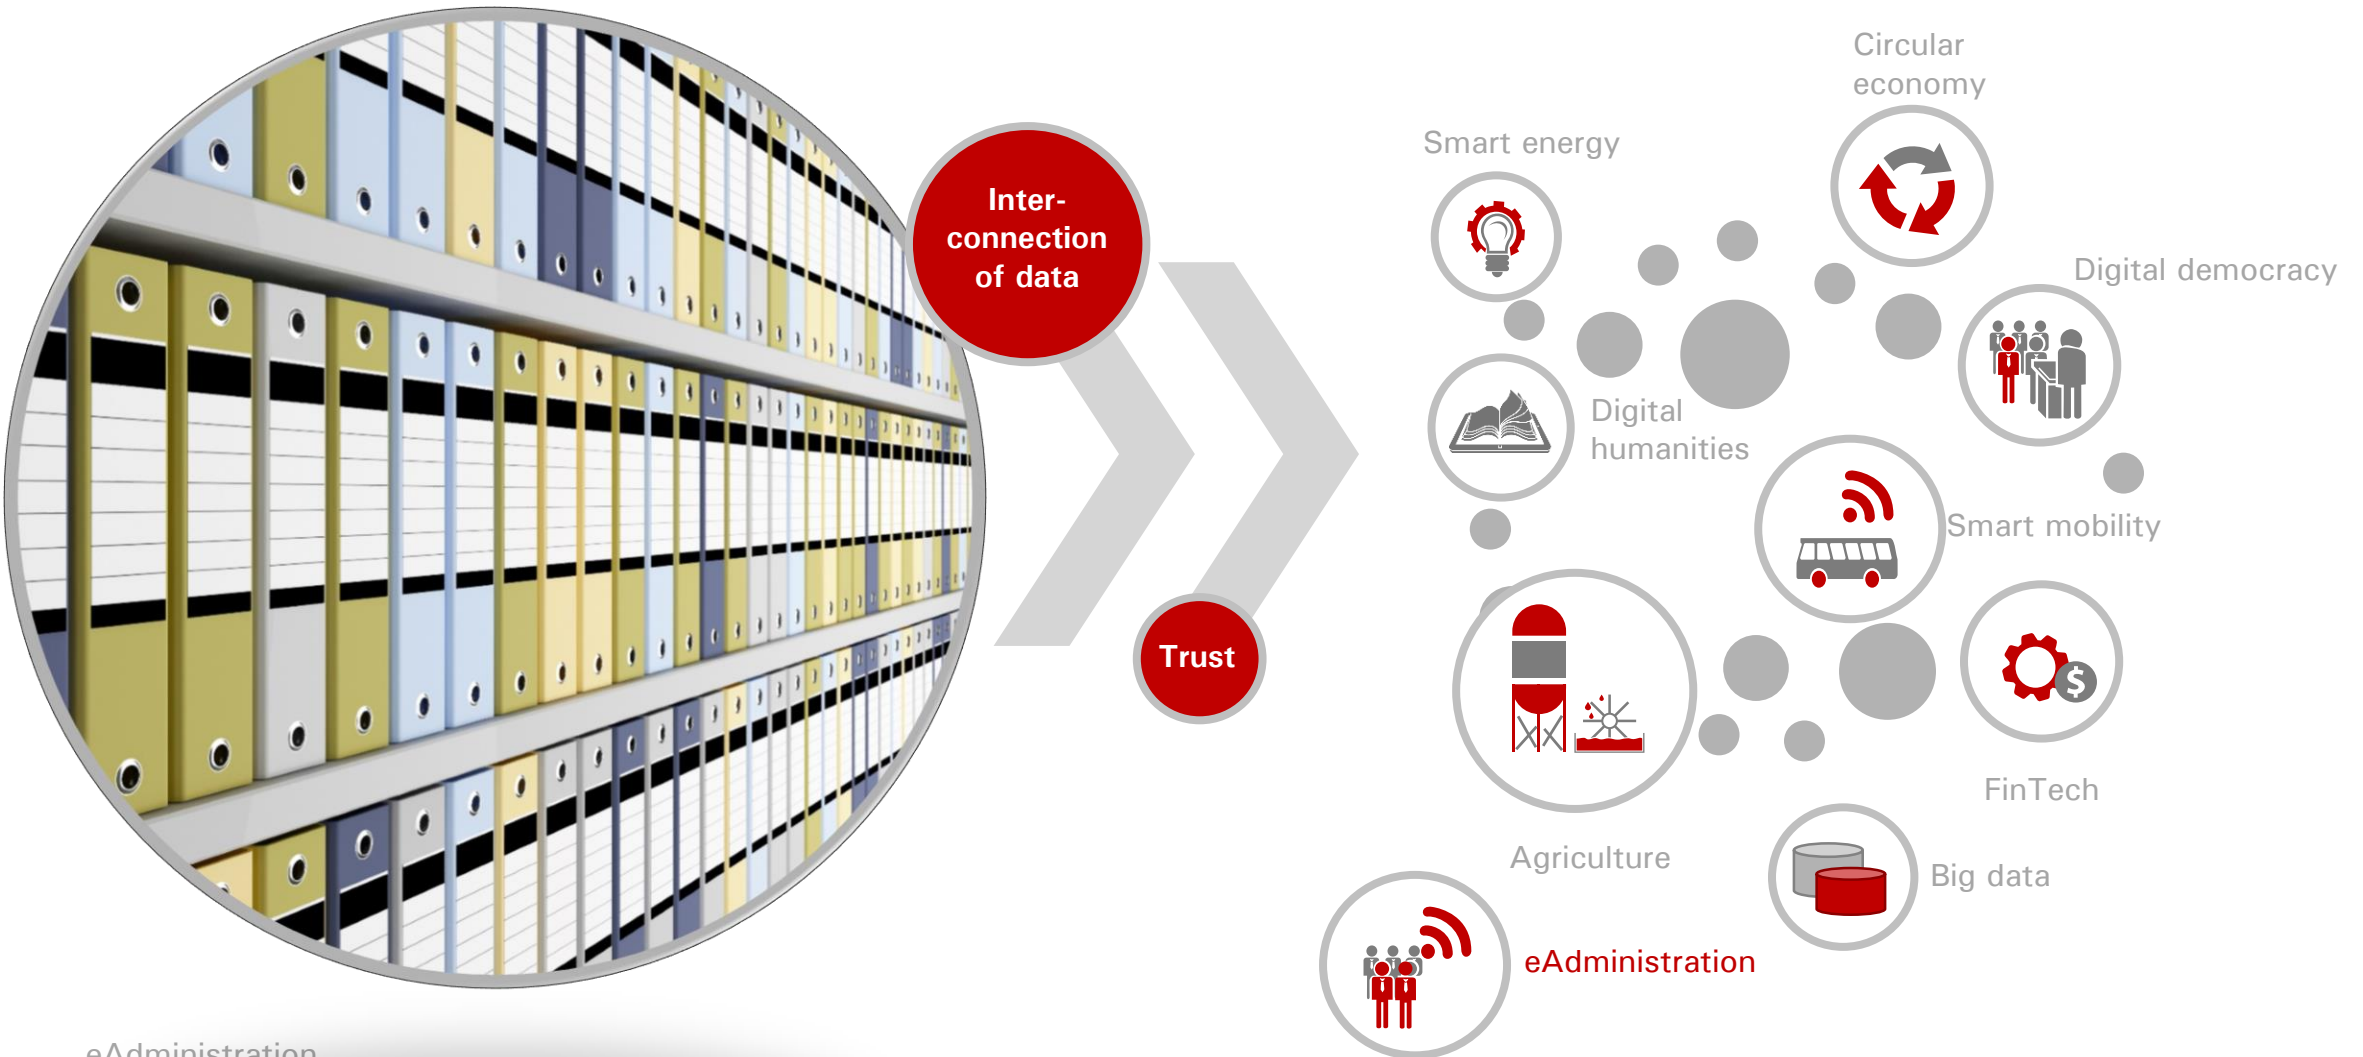 Inter-
connection
of data
Trust
Circular
economy
Smart energy
Digital democracy
Digital
humanities
Smart mobility
FinTech
Agriculture
Big data
eAdministration
$
eAdministration